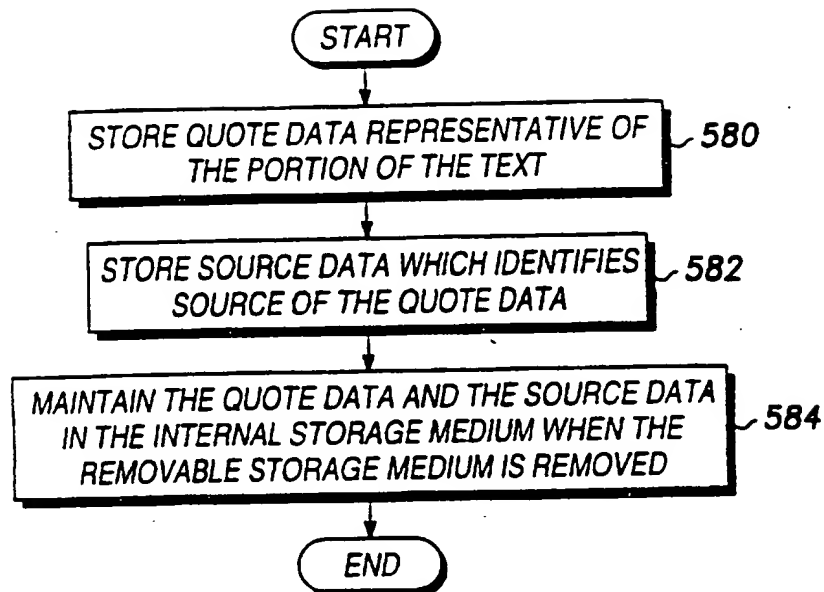 START
STORE QUOTE DATA REPRESENTATIVE OF
THE PORTION OF THE TEXT
580
STORE SOURCE DATA WHICH IDENTIFIES
SOURCE OF THE QUOTE DATA
582
MAINTAIN THE QUOTE DATA AND THE SOURCE DATA
IN THE INTERNAL STORAGE MEDIUM WHEN THE
REMOVABLE STORAGE MEDIUM IS REMOVED
584
END